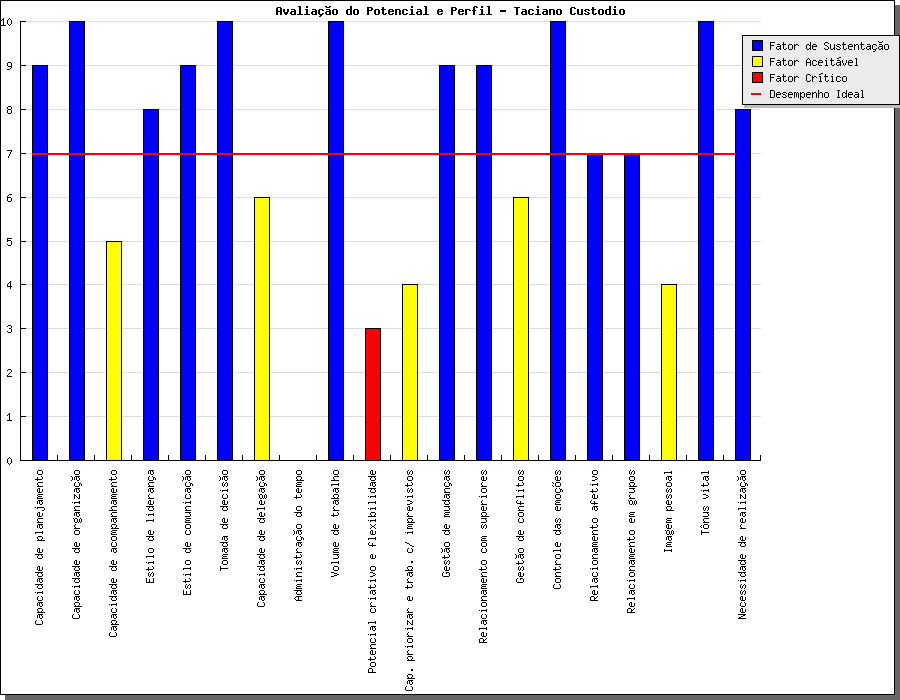 Avaliação do Potencial e Perfil - Taciano Custodio
10
9
8
7
6
5
4
3
2
1
0
Fator de Sustentação
Fator Aceitável
Fator Crítico
Desempenho Ideal
Capacidade de planejamento
Capacidade de organização
Capacidade de acompanhamento
Estilo de liderança
Estilo de comunicação
Tomada de decisão
Capacidade de delegação
Administração do tempo
Volume de trabalho
Potencial criativo e flexibilidade
Cap. priorizar e trab. c/ imprevistos
Gestão de mudanças
Relacionamento com superiores
Gestão de conflitos
Controle das emoções
Relacionamento afetivo
Relacionamento em grupos
Imagem pessoal
Tônus vital
Necessidade de realização